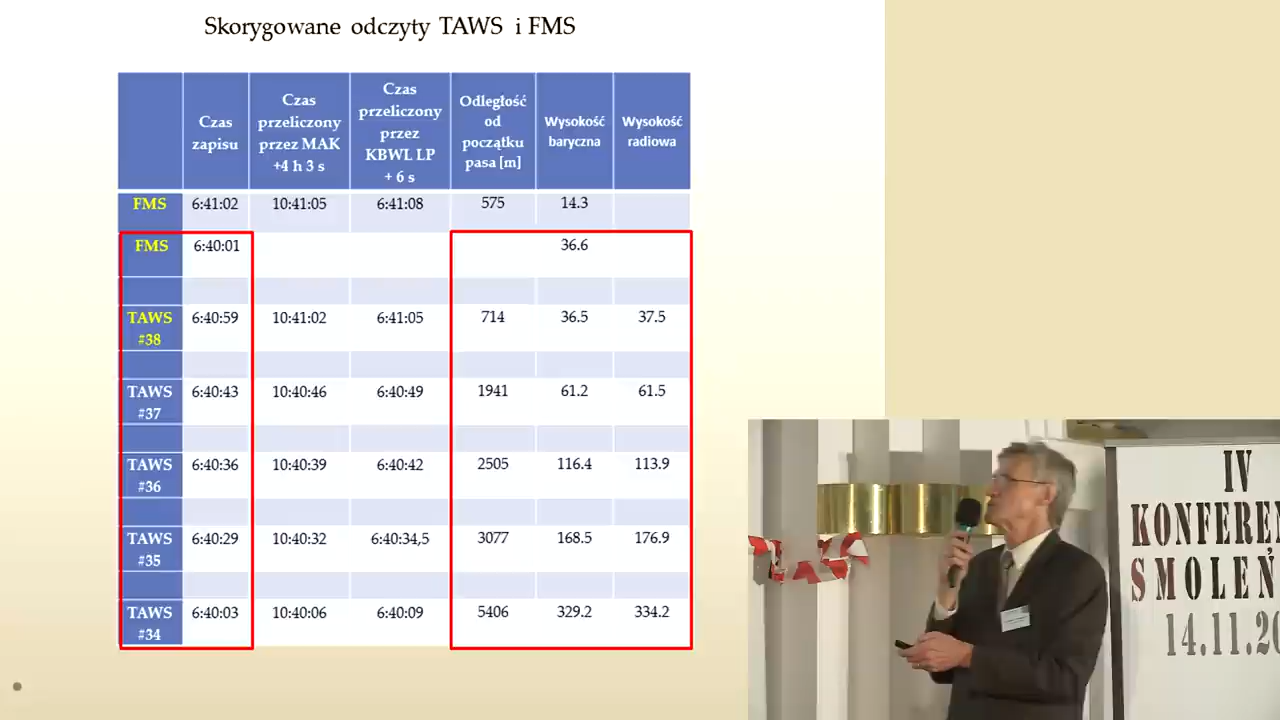 Skorygowane odczyty TAWS i FMS
Czas zapisu
Czas przeliczony przez MAK +4 h 3 s
Czas przeliczony przez KBWL LP + 6 s
Odległość od początku pasa [m]
Wysokość baryczna
Wysokość radiowa
FMS 6:41:02 10:41:05 6:41:08 575 14.3
FMS 6:40:01 36.6
TAWS #38 6:40:59 10:41:02 6:41:05 714 36.5 37.5
TAWS #37 6:40:43 10:40:46 6:40:49 1941 61.2 61.5
TAWS #36 6:40:36 10:40:39 6:40:42 2505 116.4 113.9
TAWS #35 6:40:29 10:40:32 6:40:34,5 3077 168.5 176.9
TAWS #34 6:40:03 10:40:06 6:40:09 5406 329.2 334.2
IV
KONFEREN
SMOLEŃ
14.11.20